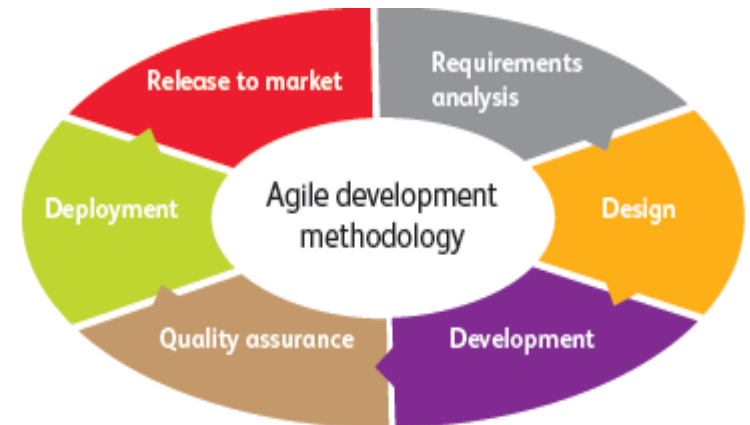 Release to market
Requirements
analysis
Deployment
Agile development
methodology
Design
Quality assurance
Development